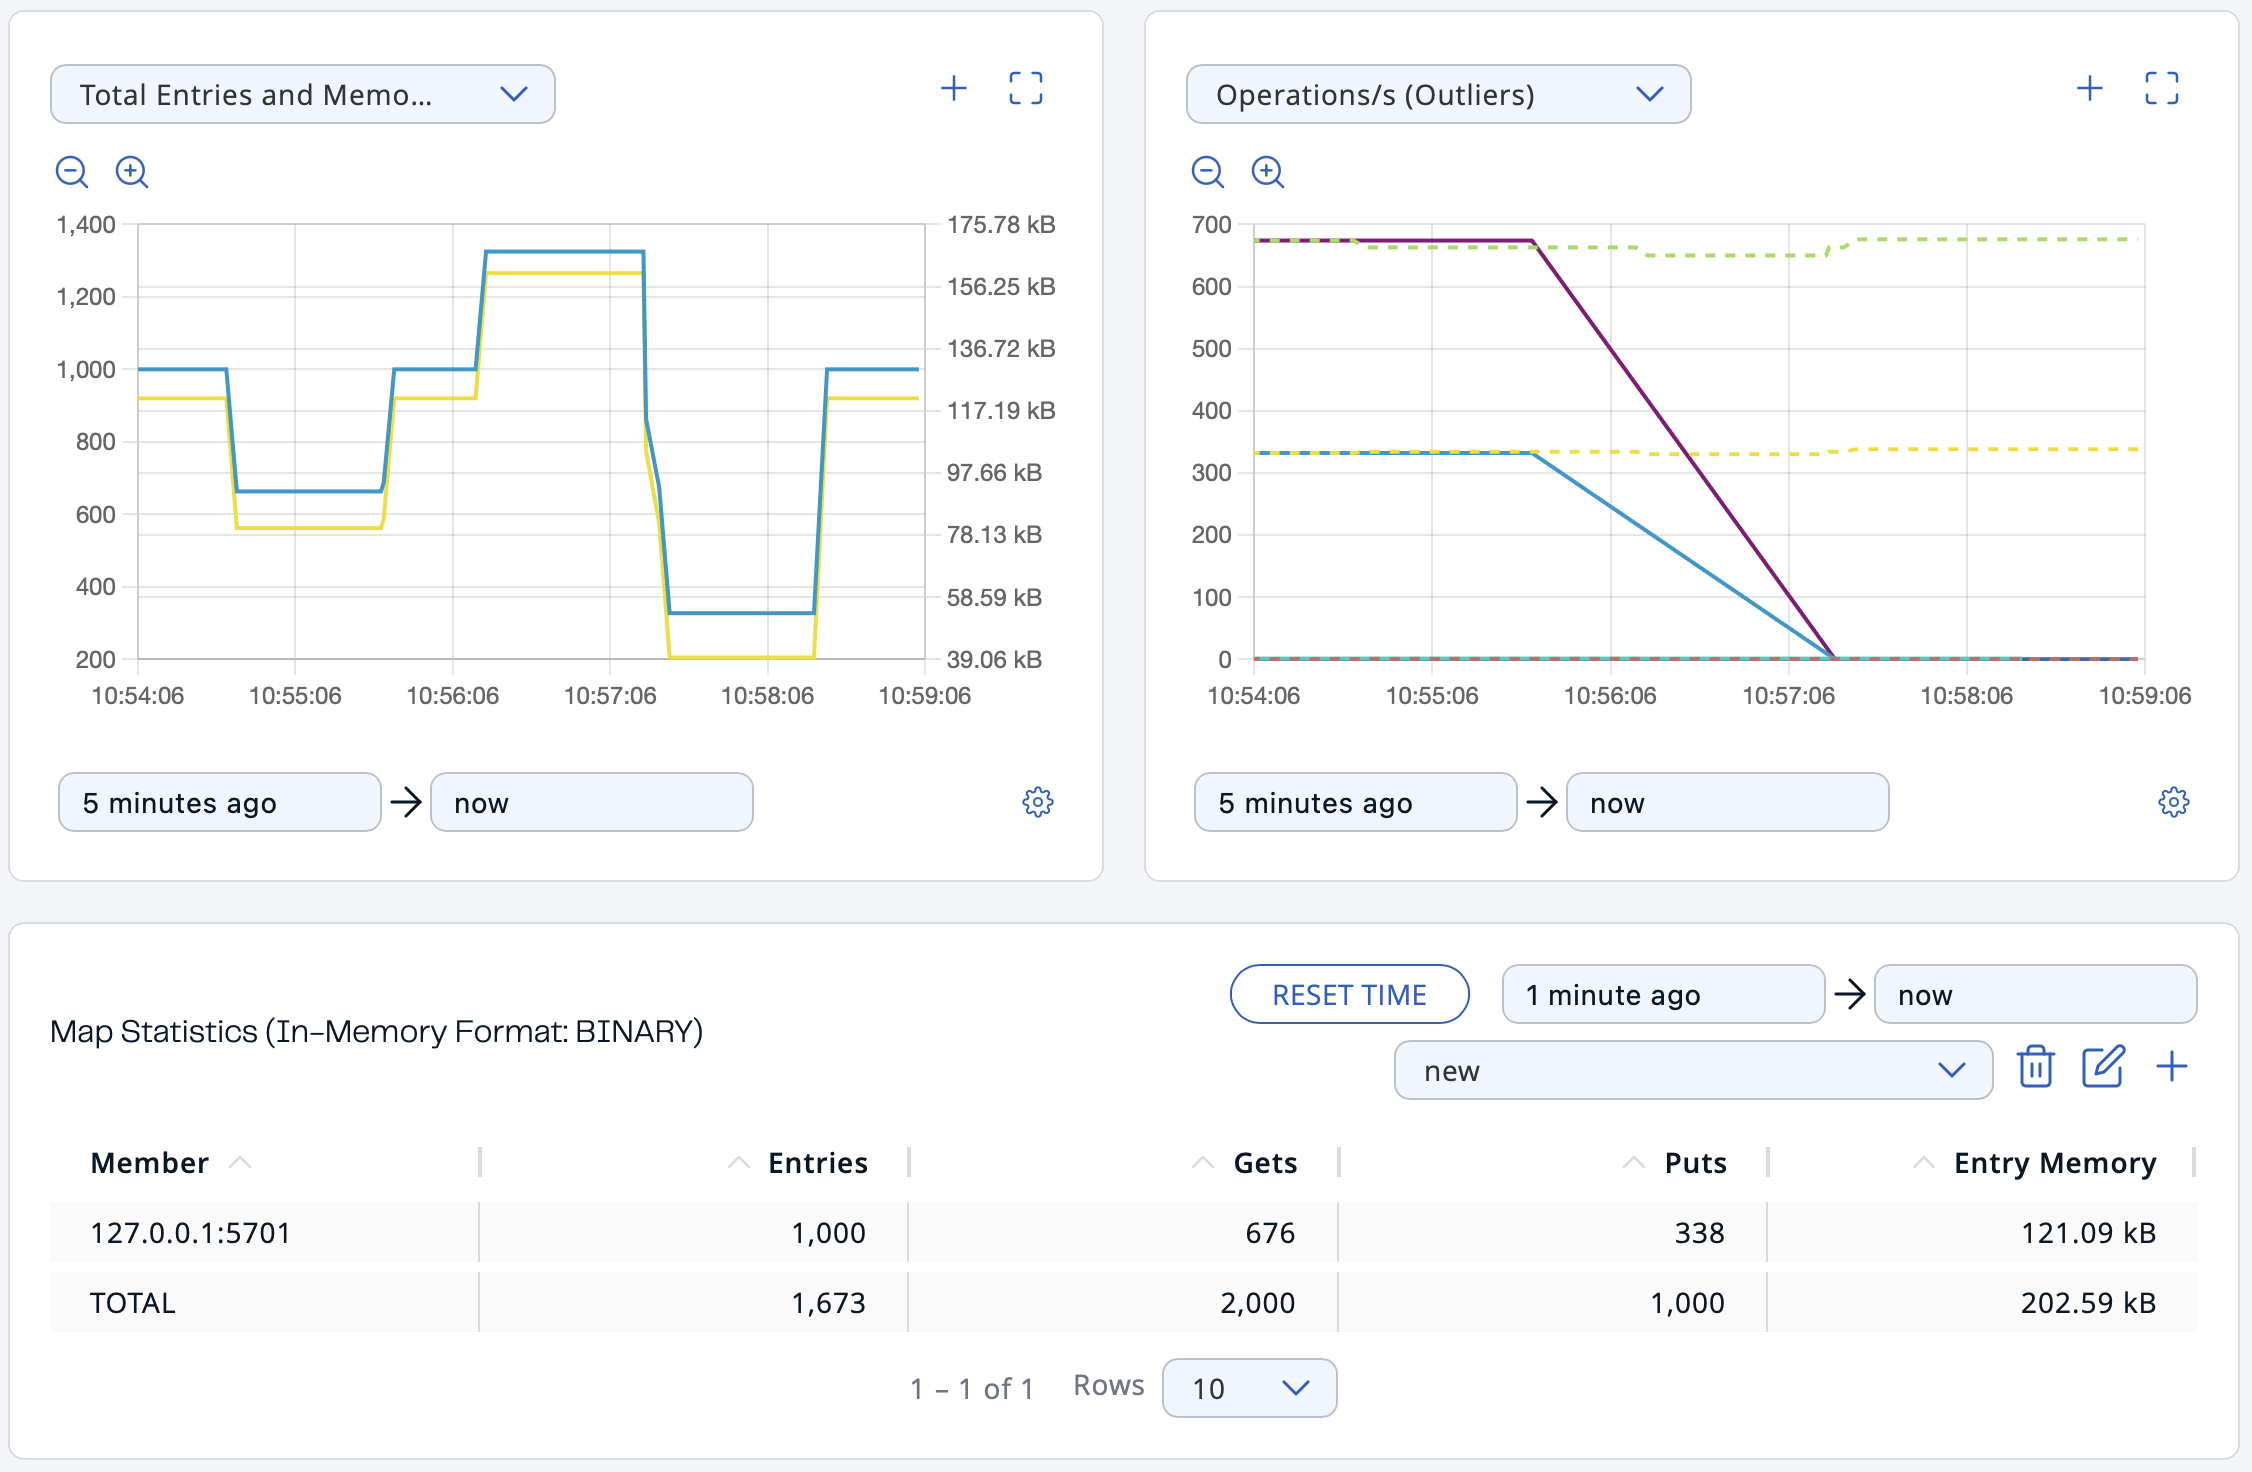 Total Entries and Memo...
1,400
1,200
1,000
800
600
400
200
175.78 kB
156.25 kB
136.72 kB
117.19 kB
97.66 kB
78.13 kB
58.59 kB
39.06 kB
10:54:06 10:55:06 10:56:06 10:57:06 10:58:06 10:59:06
5 minutes ago → now
Operations/s (Outliers)
700
600
500
400
300
200
100
0
10:54:06 10:55:06 10:56:06 10:57:06 10:58:06 10:59:06
5 minutes ago → now
Map Statistics (In-Memory Format: BINARY)
RESET TIME 1 minute ago → now
new
Member Entries Gets Puts Entry Memory
127.0.0.1:5701 1,000 676 338 121.09 kB
TOTAL 1,673 2,000 1,000 202.59 kB
1 – 1 of 1 Rows 10